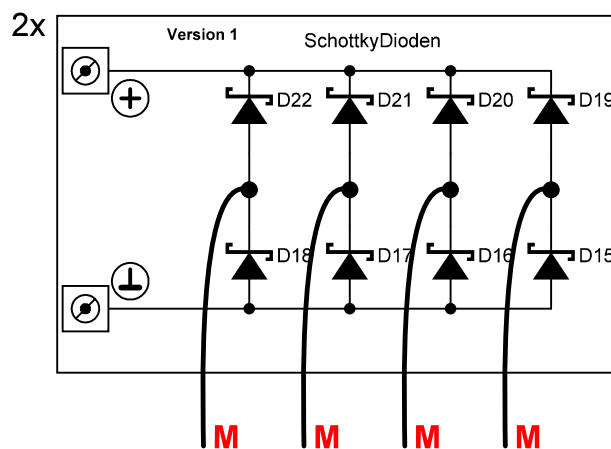 2x
Version 1
SchottkyDioden
D22 D21 D20 D19
D18 D17 D16 D15
M M M M